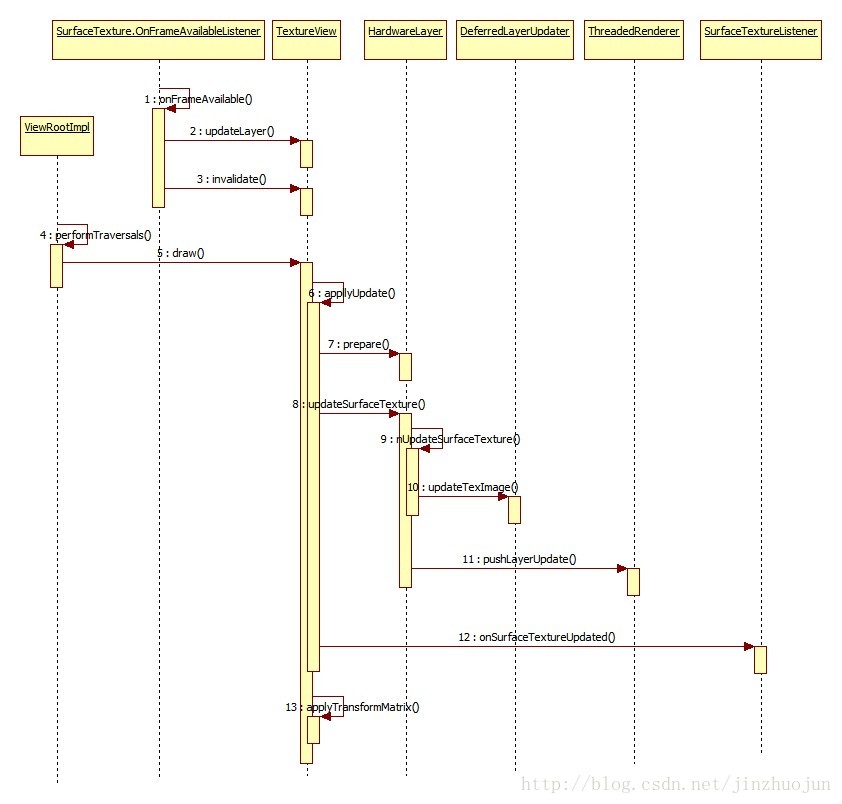 SurfaceTexture.OnFrameAvailableListener
TextureView
HardwareLayer
DeferredLayerUpdater
ThreadedRenderer
SurfaceTextureListener
1 : onFrameAvailable()
ViewRootImpl
2 : updateLayer()
3 : invalidate()
4 : performTraversals()
5 : draw()
6 : applyUpdate()
7 : prepare()
8 : updateSurfaceTexture()
9 : nUpdateSurfaceTexture()
10 : updateTexImage()
11 : pushLayerUpdate()
12 : onSurfaceTextureUpdated()
13 : applyTransformMatrix()
http://blog.csdn.net/jinzhuojun